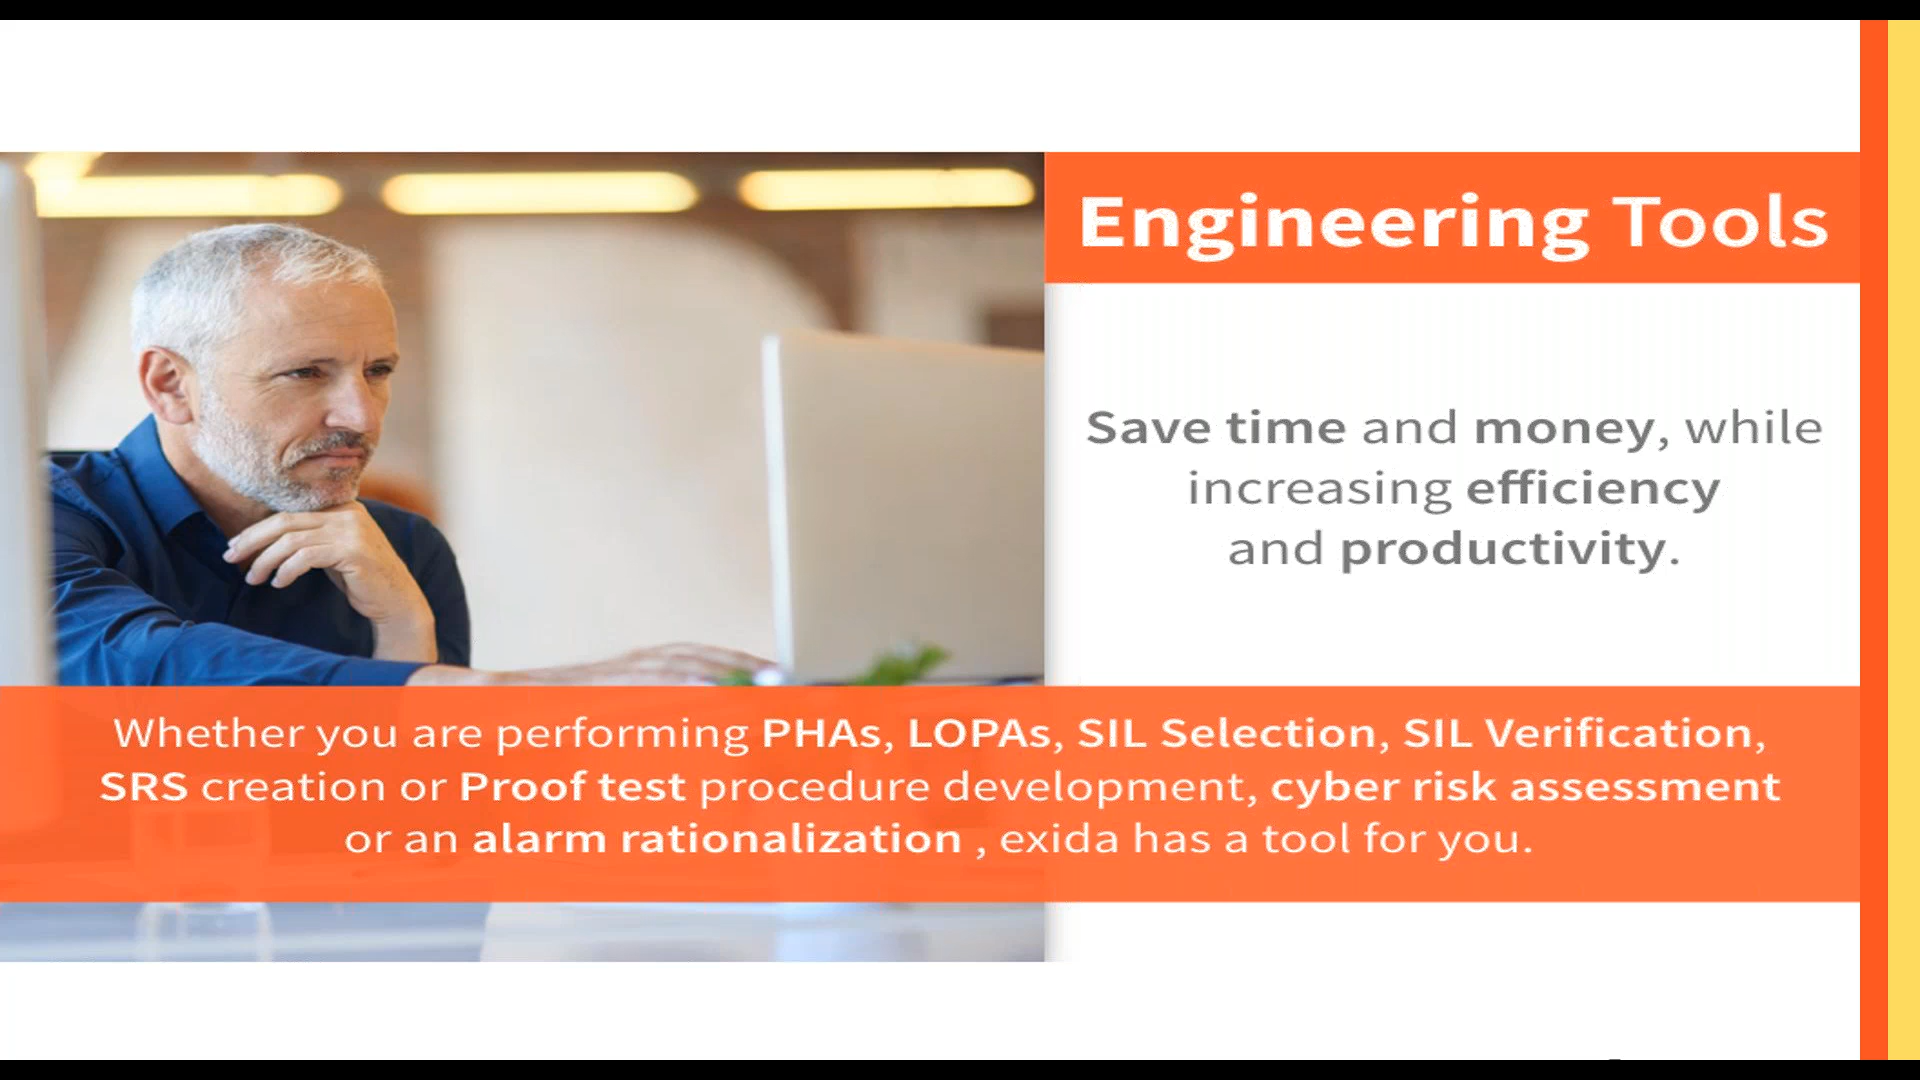 Engineering Tools
Save time and money, while
increasing efficiency
and productivity.
Whether you are performing PHAs, LOPAs, SIL Selection, SIL Verification,
SRS creation or Proof test procedure development, cyber risk assessment
or an alarm rationalization , exida has a tool for you.